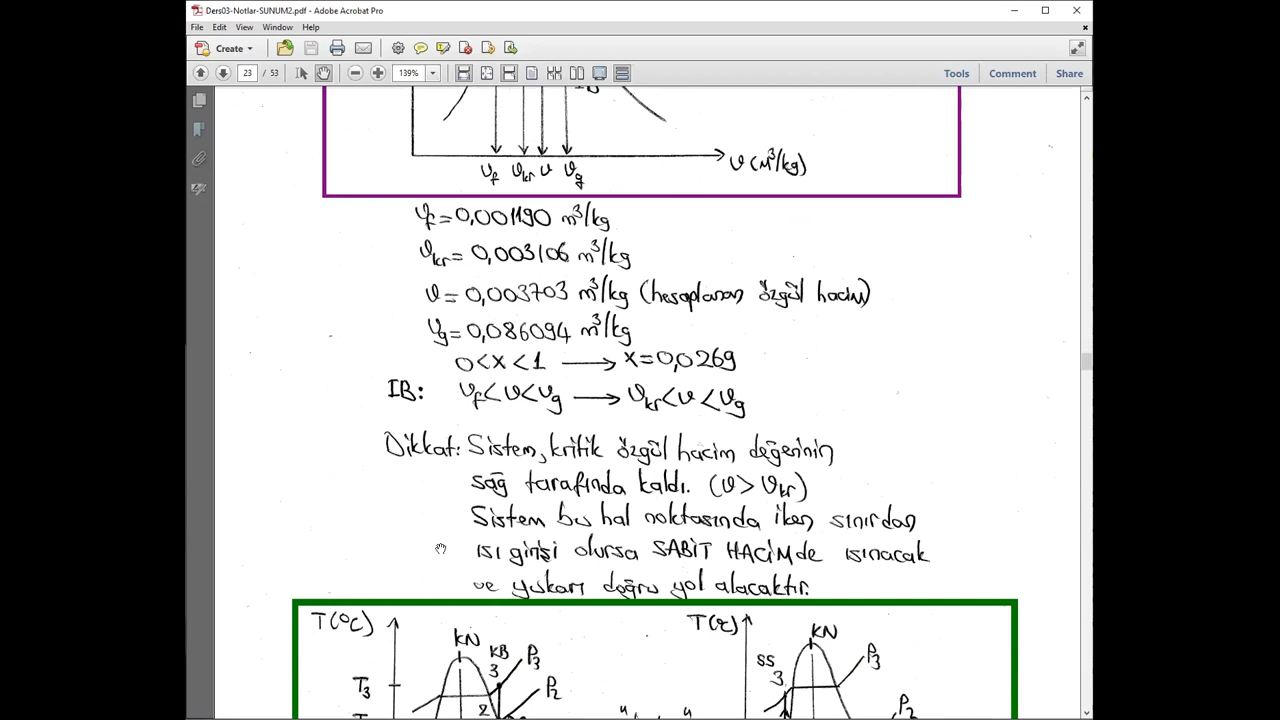 Ders03-Notlar-SUNUM2.pdf - Adobe Acrobat Pro
File Edit View Window Help
Create
23 / 53 139% Tools Comment Share
υf υkr υ υg υ (m³/kg)
υf = 0,001190 m³/kg
υkr = 0,003106 m³/kg
υ = 0,003703 m³/kg (hesaplanan özgül hacim)
υg = 0,086094 m³/kg
0 < x < 1 → x = 0,0269
IB: υf < υ < υg → υkr < υ < υg
Dikkat: Sistem, kritik özgül hacim değerinin
sağ tarafında kaldı. (υ > υkr)
Sistem bu hal noktasında iken sınırdan
ısı girişi olursa SABİT HACİMde ısınacak
ve yukarı doğru yol alacaktır.
T(°C) T(°C)
KN KB 3 P3 KN P3
SS 3
T3 P2 P2
2